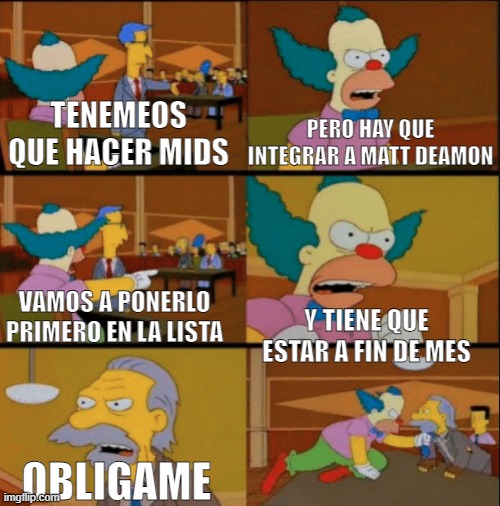 TENEMEOS
QUE HACER MIDS
PERO HAY QUE
INTEGRAR A MATT DEAMON
VAMOS A PONERLO
PRIMERO EN LA LISTA
Y TIENE QUE
ESTAR A FIN DE MES
OBLIGAME
imgflip.com